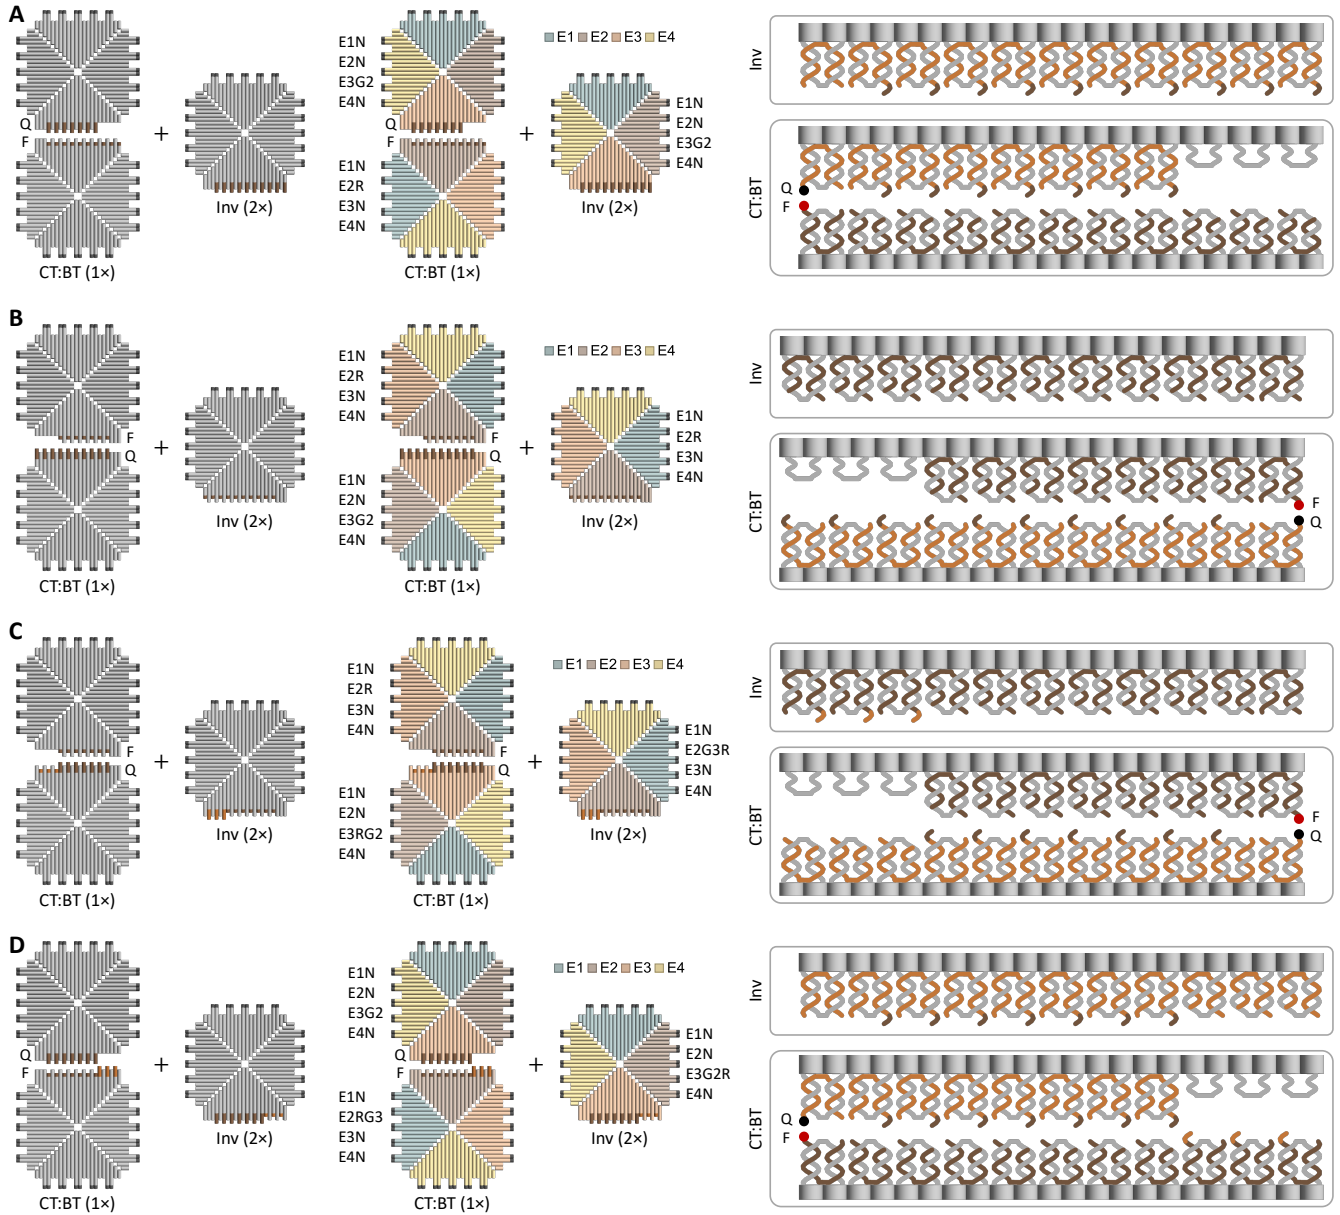 A
E1N
E2N
E3G2
E4N
Q
F
E1N
E2R
E3N
E4N
CT:BT (1×)
+
Inv (2×)
CT:BT (1×)
+
E1 E2 E3 E4
E1N
E2N
E3G2
E4N
Inv (2×)
Inv
CT:BT
Q
F
B
F
Q
CT:BT (1×)
+
Inv (2×)
E1N
E2R
E3N
E4N
F
Q
E1N
E2N
E3G2
E4N
CT:BT (1×)
+
E1 E2 E3 E4
E1N
E2R
E3N
E4N
Inv (2×)
Inv
CT:BT
F
Q
C
F
Q
CT:BT (1×)
+
Inv (2×)
E1N
E2R
E3N
E4N
F
Q
E1N
E2N
E3RG2
E4N
CT:BT (1×)
+
E1 E2 E3 E4
E1N
E2G3R
E3N
E4N
Inv (2×)
Inv
CT:BT
F
Q
D
Q
F
CT:BT (1×)
+
Inv (2×)
E1N
E2N
E3G2
E4N
Q
F
E1N
E2RG3
E3N
E4N
CT:BT (1×)
+
E1 E2 E3 E4
E1N
E2N
E3G2R
E4N
Inv (2×)
Inv
CT:BT
Q
F